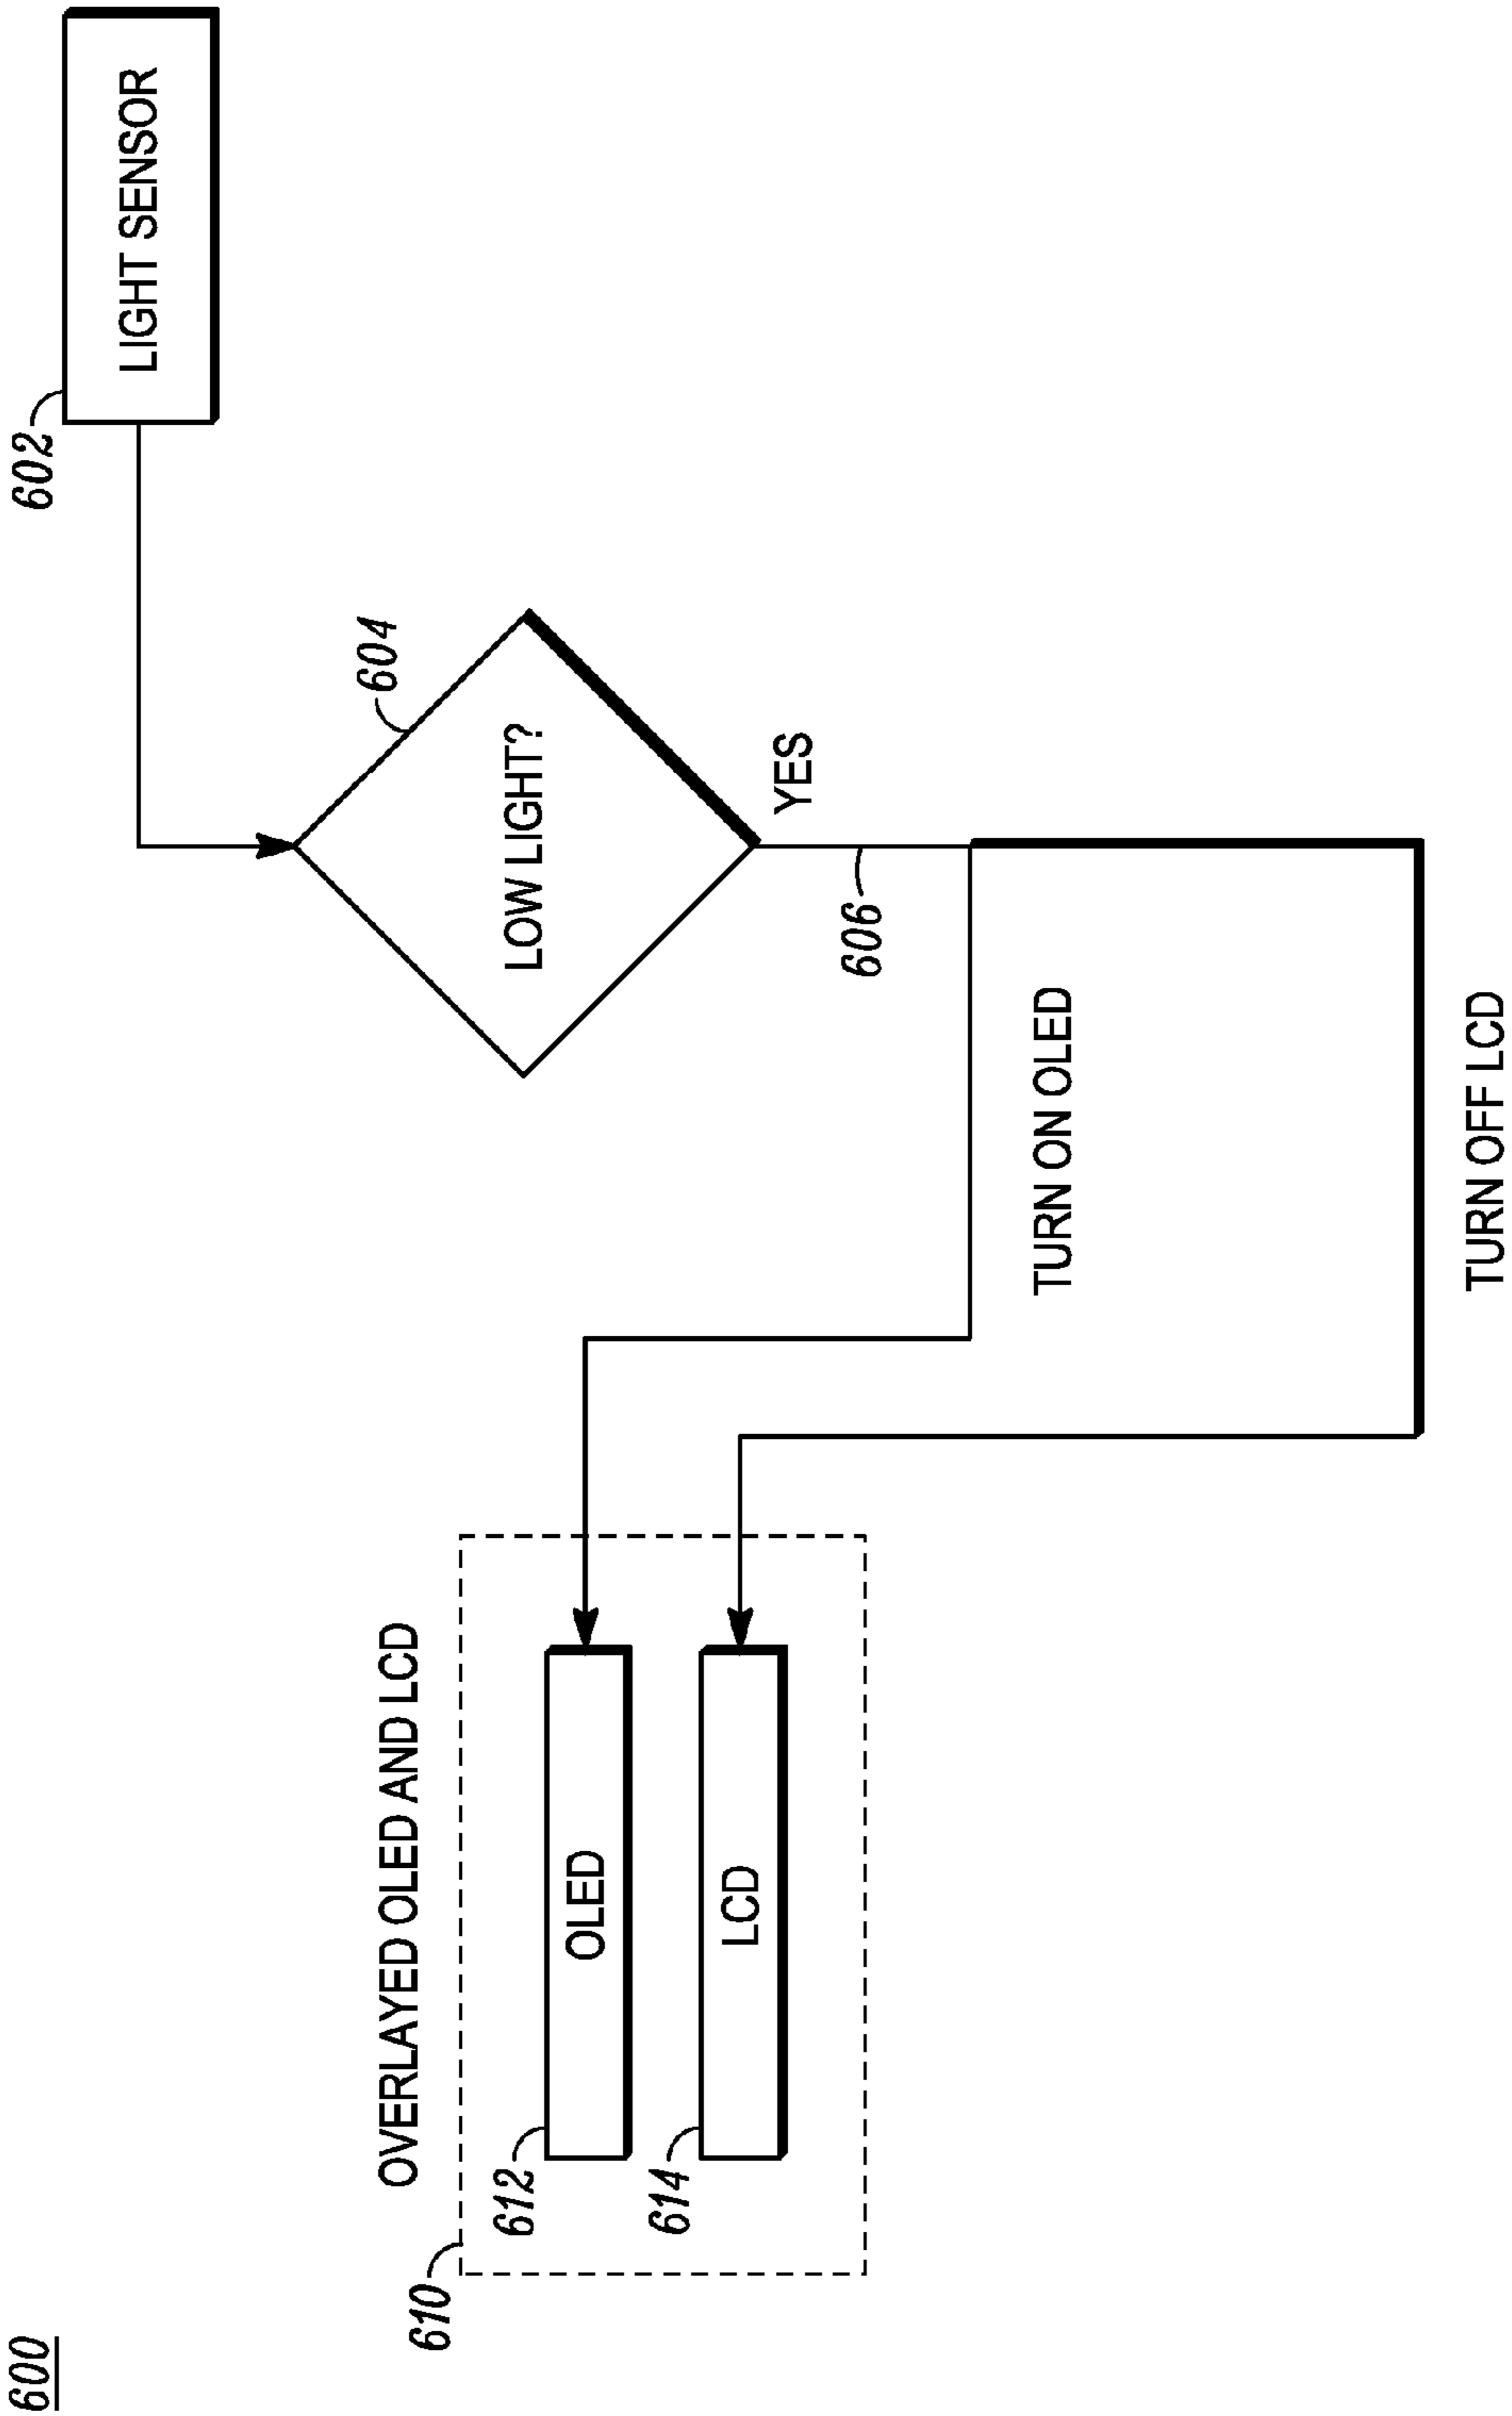 600
602
LIGHT SENSOR
604
LOW LIGHT?
YES
606
OVERLAYED OLED AND LCD
610
612
OLED
614
LCD
TURN ON OLED
TURN OFF LCD